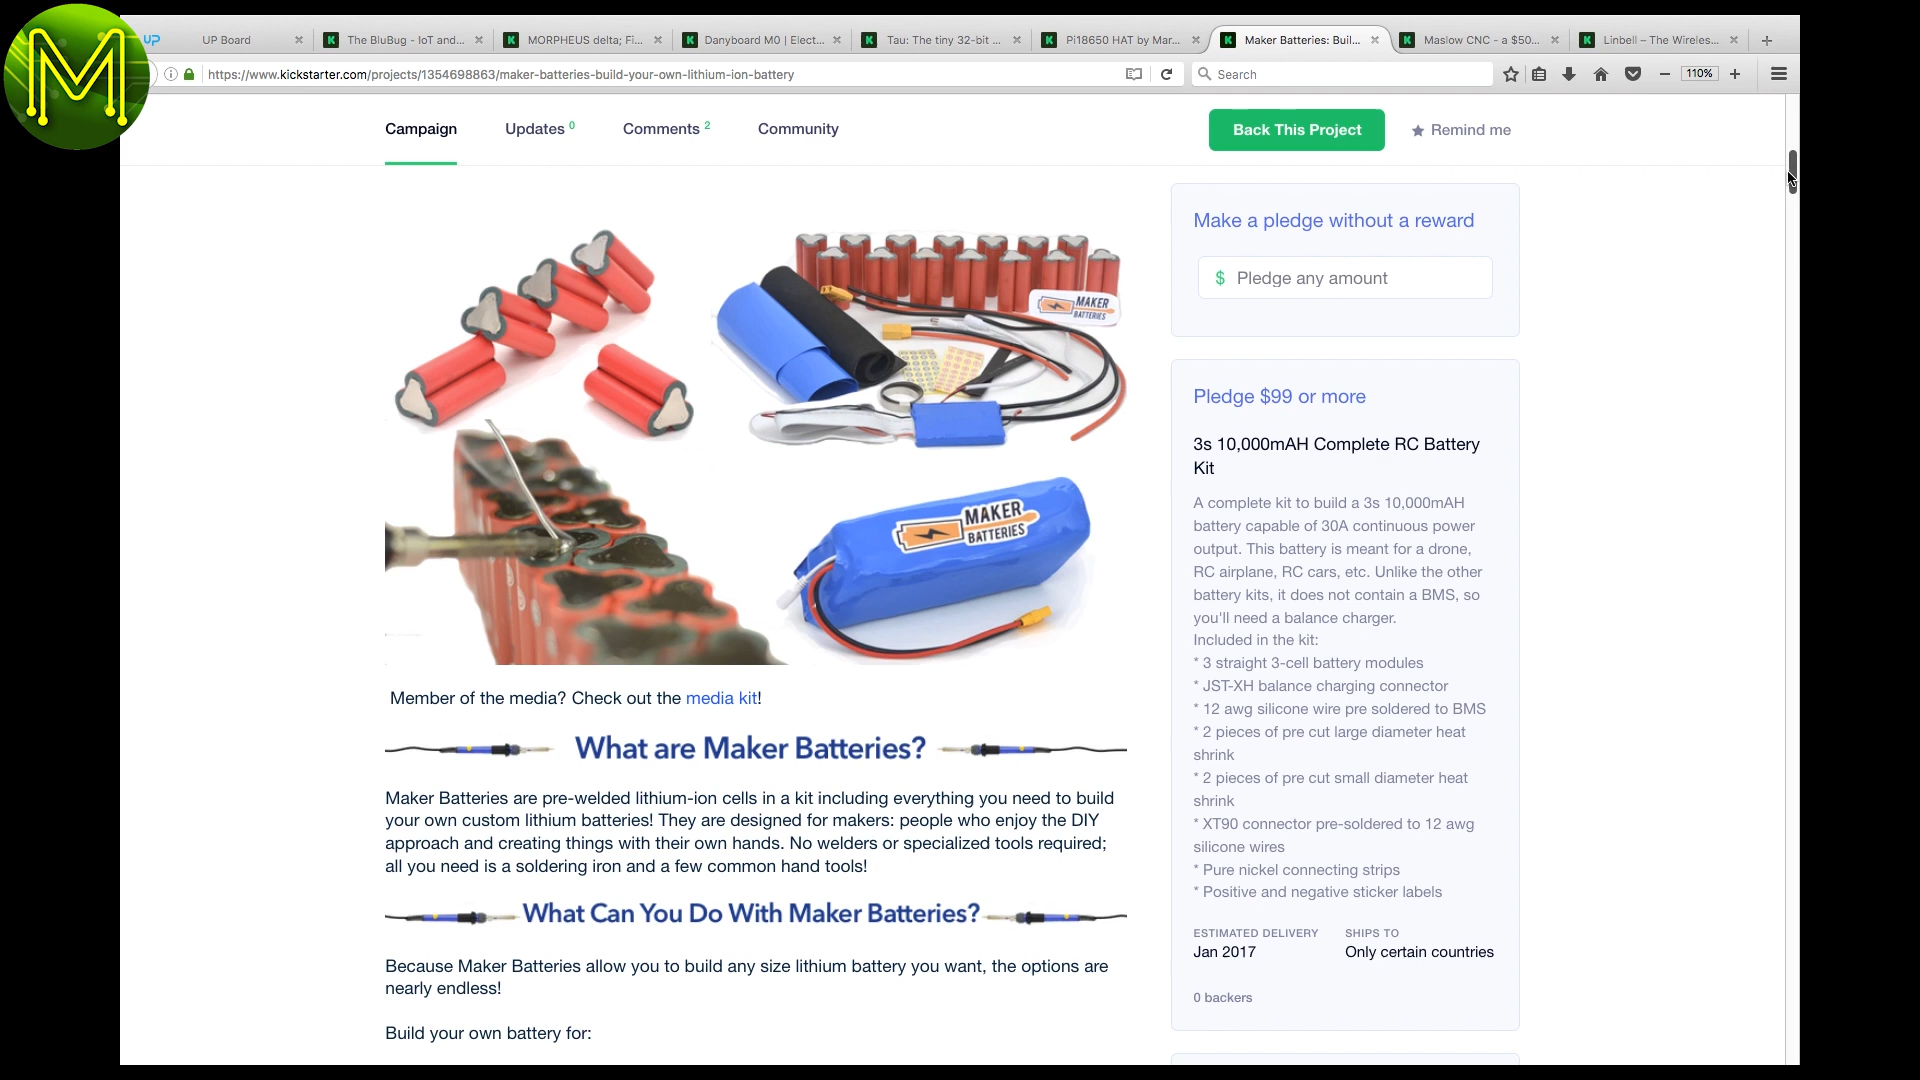 UP
UP Board
The BluBug - IoT and...
MORPHEUS delta; Fi...
Danyboard M0 | Elect...
Tau: The tiny 32-bit ...
Pi18650 HAT by Mar...
Maker Batteries: Buil...
Maslow CNC - a $50...
Linbell – The Wireles...
https://www.kickstarter.com/projects/1354698863/maker-batteries-build-your-own-lithium-ion-battery
Search
110%
Campaign
Updates 0
Comments 2
Community
Back This Project
Remind me
MAKER
BATTERIES
MAKER
BATTERIES
Member of the media? Check out the media kit!
What are Maker Batteries?
Maker Batteries are pre-welded lithium-ion cells in a kit including everything you need to build
your own custom lithium batteries! They are designed for makers: people who enjoy the DIY
approach and creating things with their own hands. No welders or specialized tools required;
all you need is a soldering iron and a few common hand tools!
What Can You Do With Maker Batteries?
Because Maker Batteries allow you to build any size lithium battery you want, the options are
nearly endless!
Build your own battery for:
Make a pledge without a reward
$ Pledge any amount
Pledge $99 or more
3s 10,000mAH Complete RC Battery
Kit
A complete kit to build a 3s 10,000mAH
battery capable of 30A continuous power
output. This battery is meant for a drone,
RC airplane, RC cars, etc. Unlike the other
battery kits, it does not contain a BMS, so
you'll need a balance charger.
Included in the kit:
* 3 straight 3-cell battery modules
* JST-XH balance charging connector
* 12 awg silicone wire pre soldered to BMS
* 2 pieces of pre cut large diameter heat
shrink
* 2 pieces of pre cut small diameter heat
shrink
* XT90 connector pre-soldered to 12 awg
silicone wires
* Pure nickel connecting strips
* Positive and negative sticker labels
ESTIMATED DELIVERY
Jan 2017
SHIPS TO
Only certain countries
0 backers